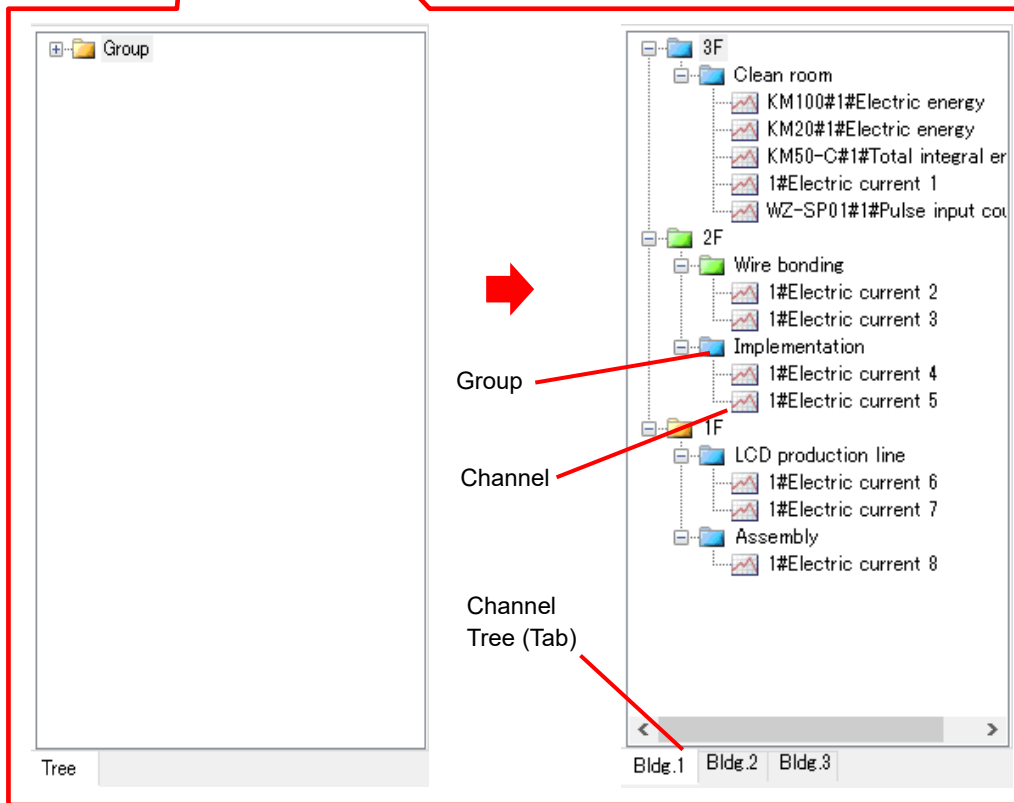 Group
Tree
Group
Channel
Channel
Tree (Tab)
3F
Clean room
KM100#1#Electric energy
KM20#1#Electric energy
KM50-C#1#Total integral er
1#Electric current 1
WZ-SP01#1#Pulse input cou
2F
Wire bonding
1#Electric current 2
1#Electric current 3
Implementation
1#Electric current 4
1#Electric current 5
1F
LCD production line
1#Electric current 6
1#Electric current 7
Assembly
1#Electric current 8
Bldg.1 Bldg.2 Bldg.3